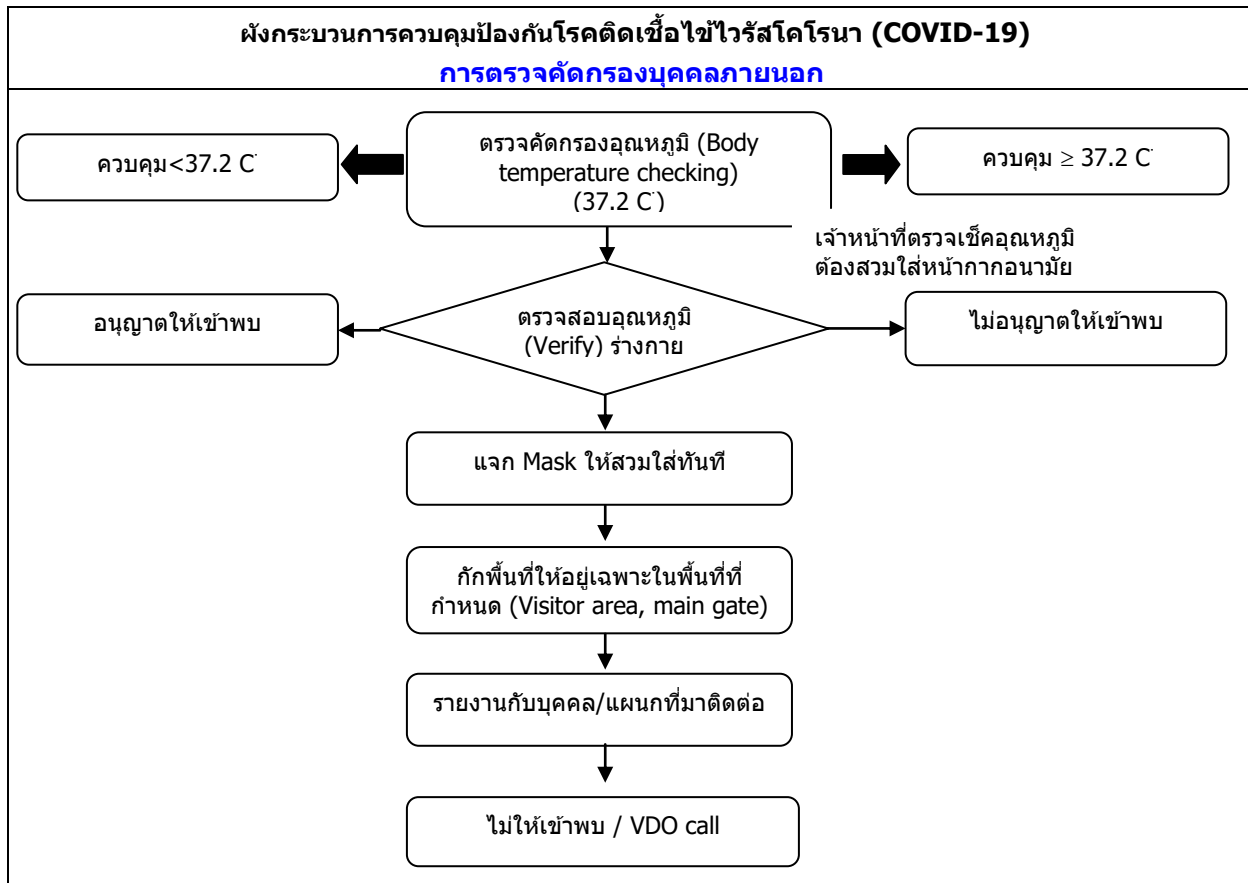 ผังกระบวนการควบคุมป้องกันโรคติดเชื้อไข้ไวรัสโคโรนา (COVID-19)
การตรวจคัดกรองบุคคลภายนอก
ควบคุม<37.2 C ํ
ตรวจคัดกรองอุณหภูมิ (Body
temperature checking)
(37.2 C ํ)
ควบคุม ≥ 37.2 C ํ
เจ้าหน้าที่ตรวจเช็คอุณหภูมิ
ต้องสวมใส่หน้ากากอนามัย
อนุญาตให้เข้าพบ
ตรวจสอบอุณหภูมิ
(Verify) ร่างกาย
ไม่อนุญาตให้เข้าพบ
แจก Mask ให้สวมใส่ทันที
กักพื้นที่ให้อยู่เฉพาะในพื้นที่ที่
กำหนด (Visitor area, main gate)
รายงานกับบุคคล/แผนกที่มาติดต่อ
ไม่ให้เข้าพบ / VDO call